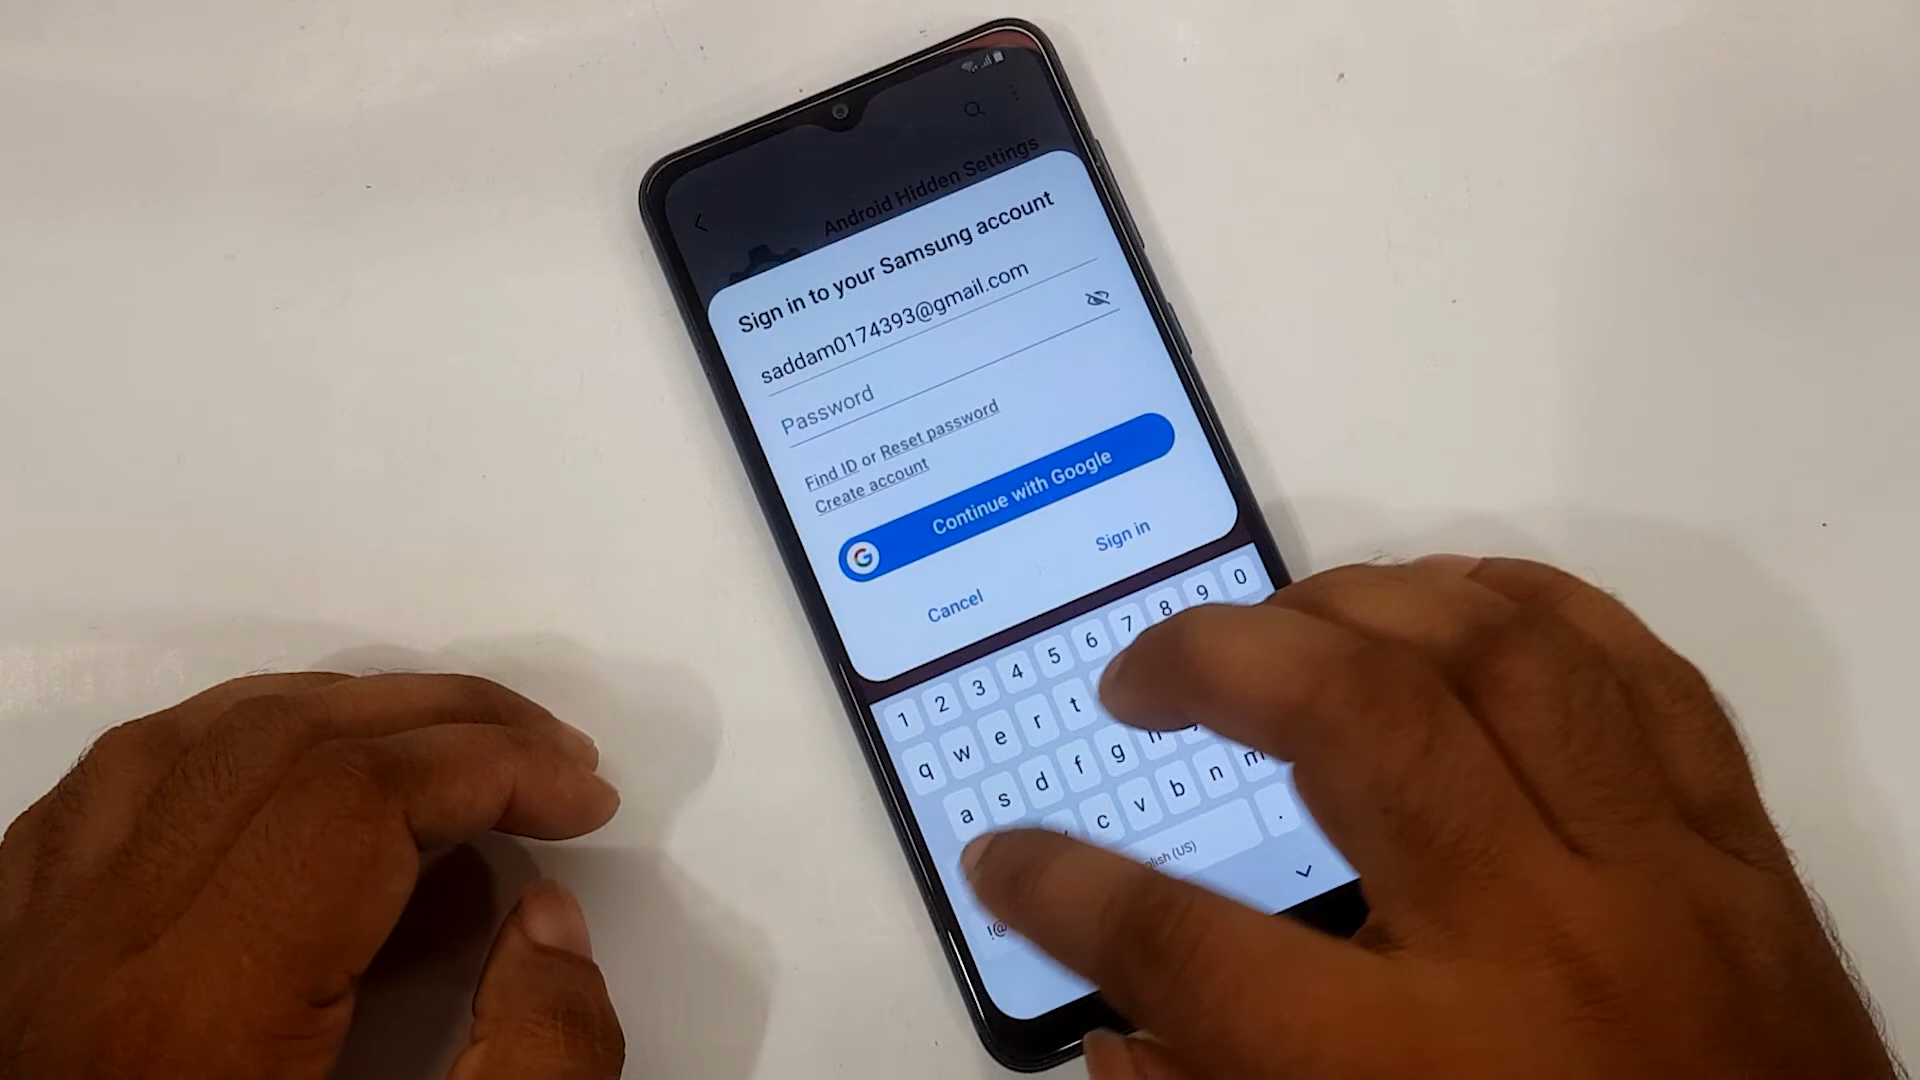 Android Hidden Settings
Sign in to your Samsung account
saddam0174393@gmail.com
Password
Find ID or Reset password
Create account
G Continue with Google
Cancel Sign in
1 2 3 4 5 6 7 8 9 0
q w e r t
a s d f g h
c v b n m
!@ .